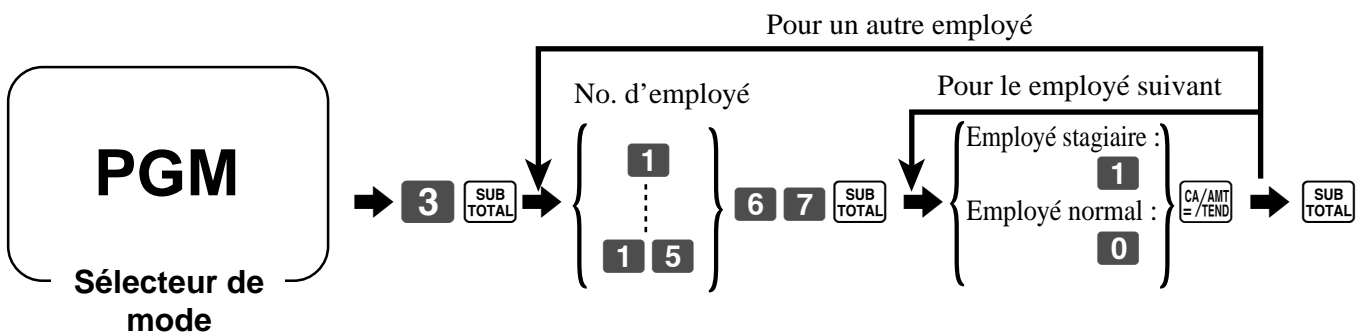 Pour un autre employé
No. d'employé
Pour le employé suivant
PGM
3 SUB TOTAL
1
1 5
6 7 SUB TOTAL
Employé stagiaire :
1
Employé normal :
0
CA/AMT
= /TEND
SUB TOTAL
Sélecteur de
mode